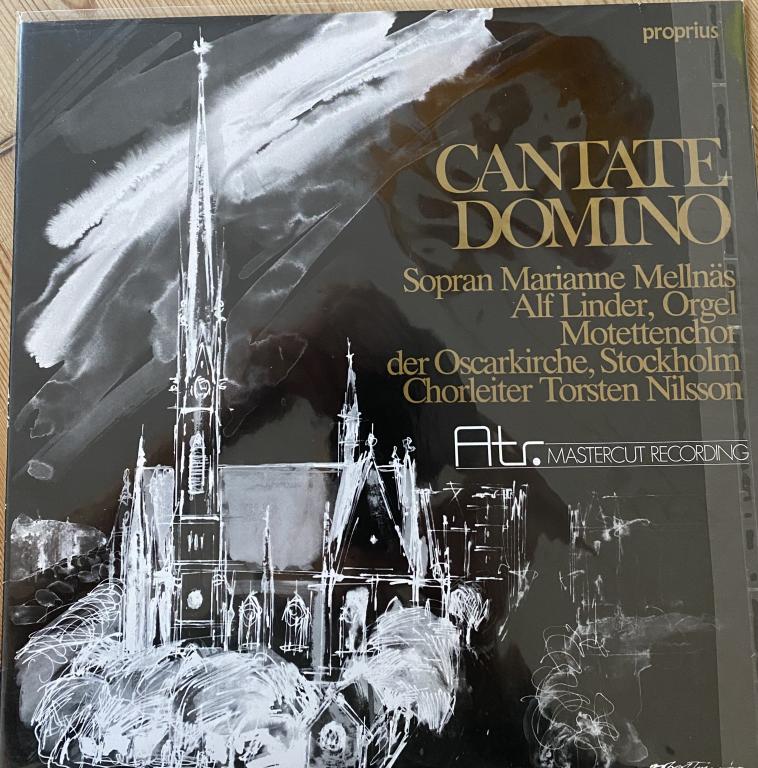 proprius
CANTATE
DOMINO
Sopran Marianne Mellnäs
Alf Linder, Orgel
Motettenchor
der Oscarkirche, Stockholm
Chorleiter Torsten Nilsson
Atr. MASTERCUT RECORDING